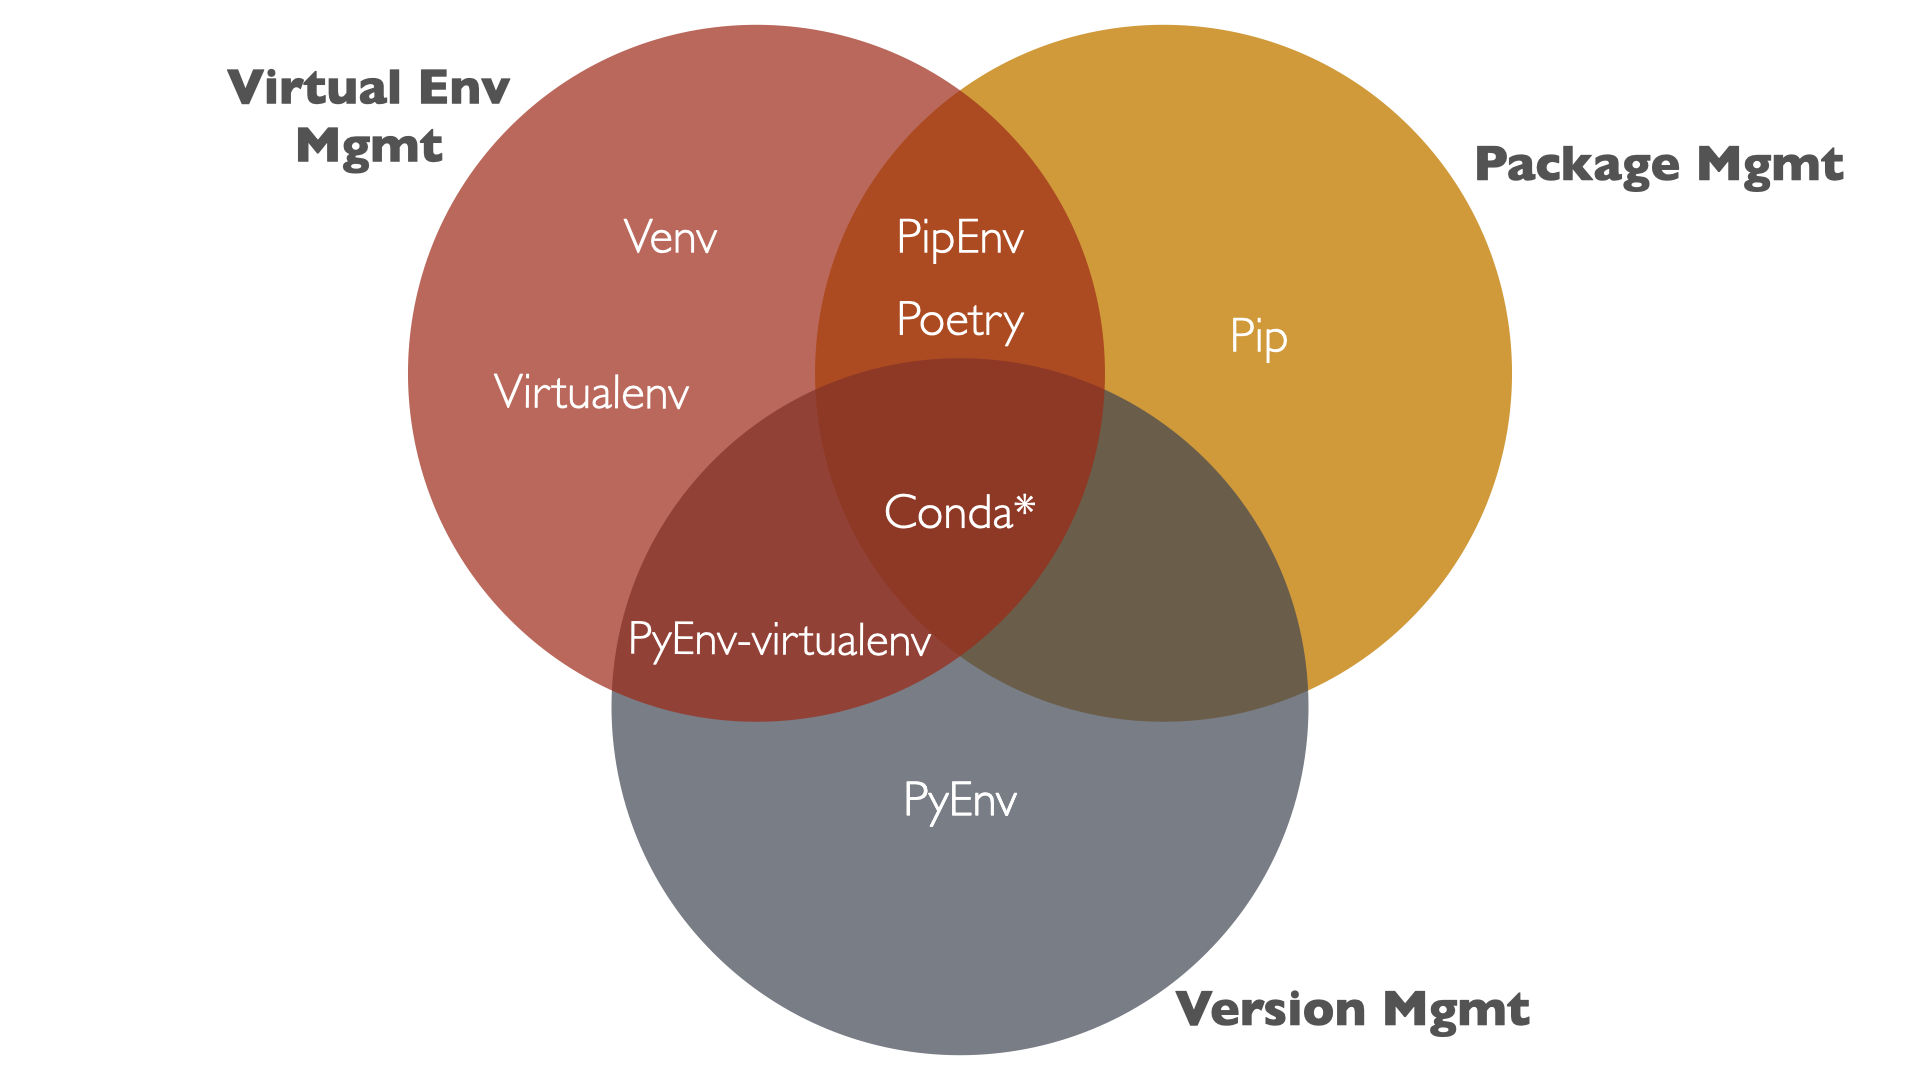 Virtual Env
Mgmt
Package Mgmt
Venv
PipEnv
Poetry
Pip
Virtualenv
Conda*
PyEnv-virtualenv
PyEnv
Version Mgmt